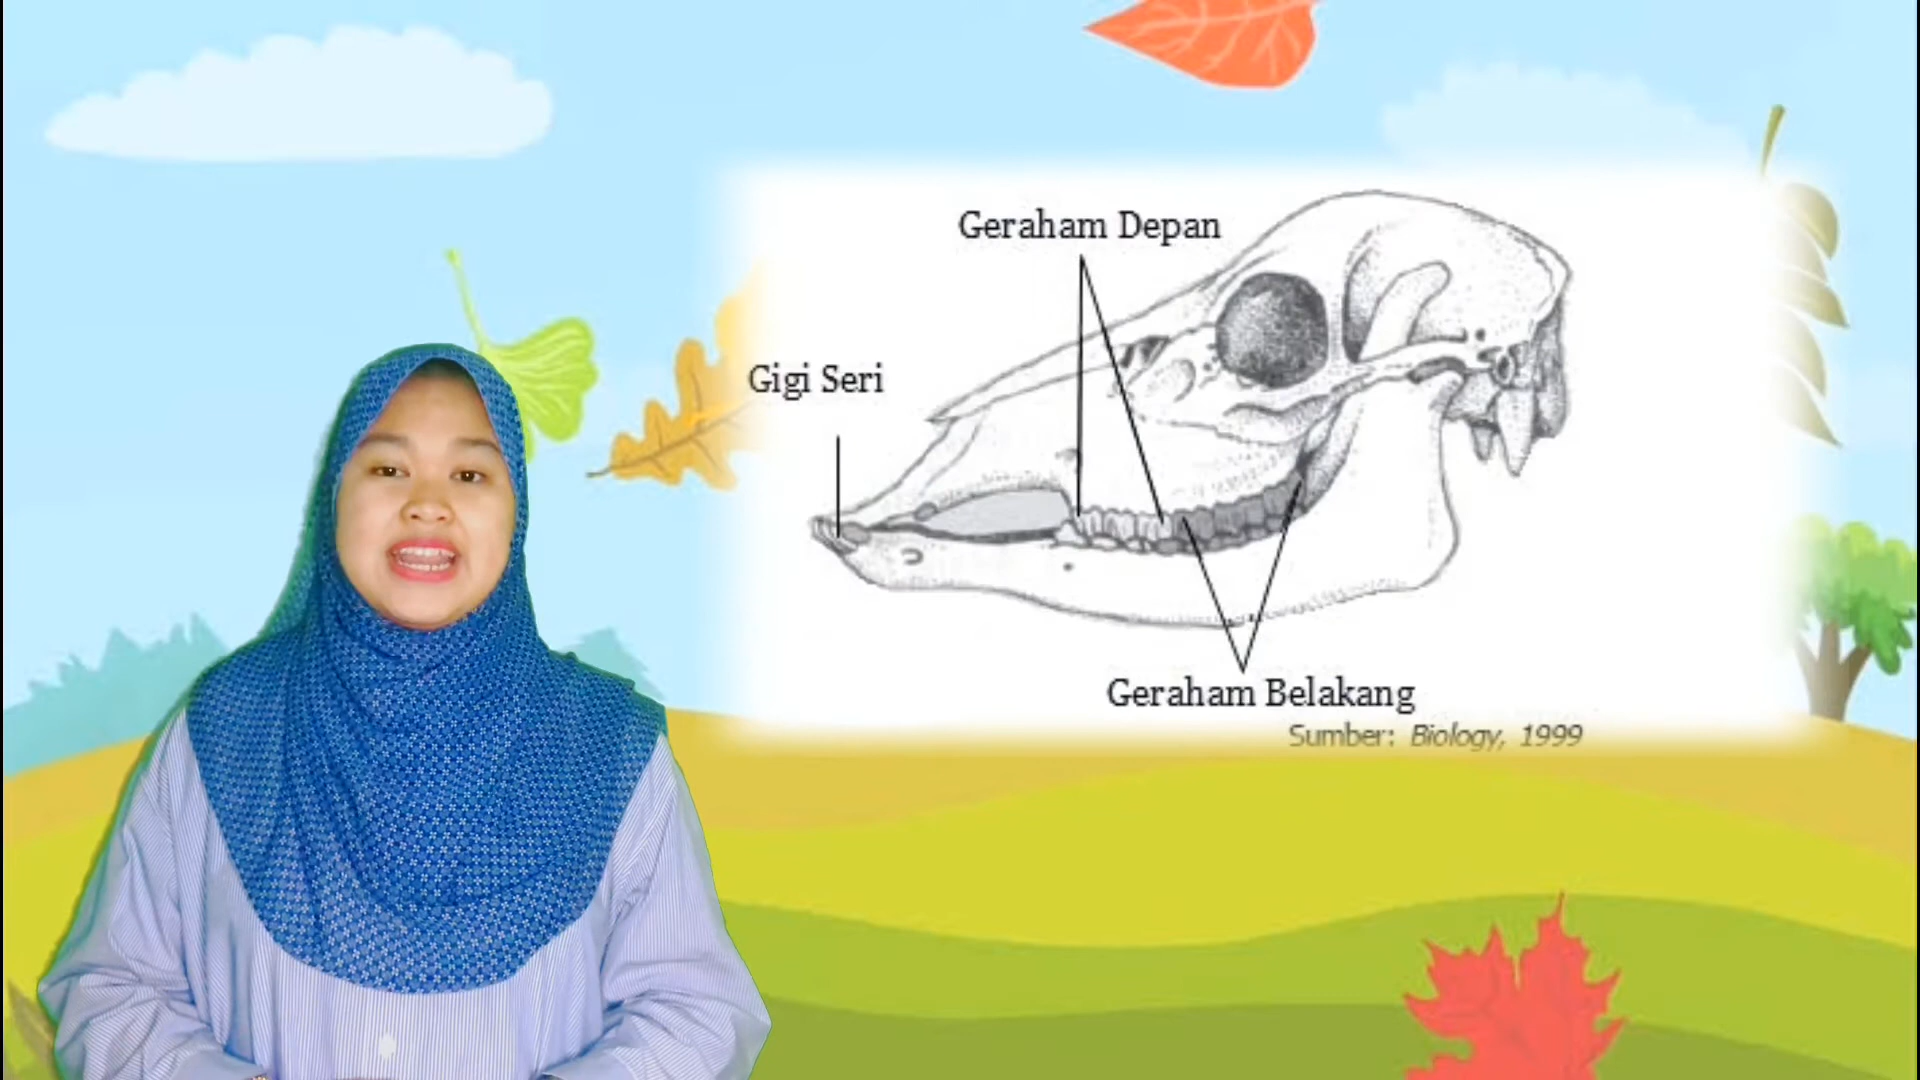 Geraham Depan
Gigi Seri
Geraham Belakang
Sumber: Biology, 1999